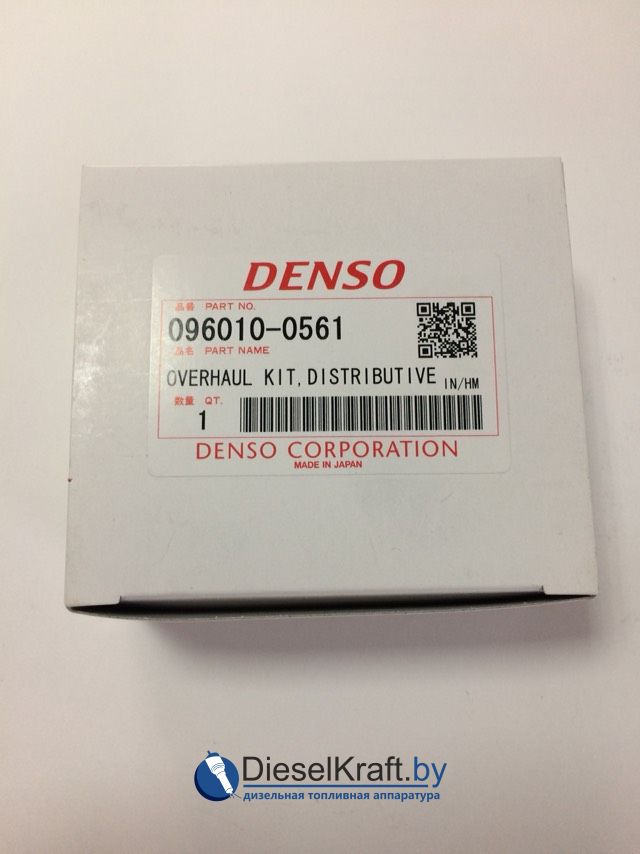 DENSO
品番 PART NO.
096010-0561
品名 PART NAME
OVERHAUL KIT, DISTRIBUTIVE IN/HM
数量 QT.
1
DENSO CORPORATION
MADE IN JAPAN
DieselKraft.by
дизельная топливная аппаратура